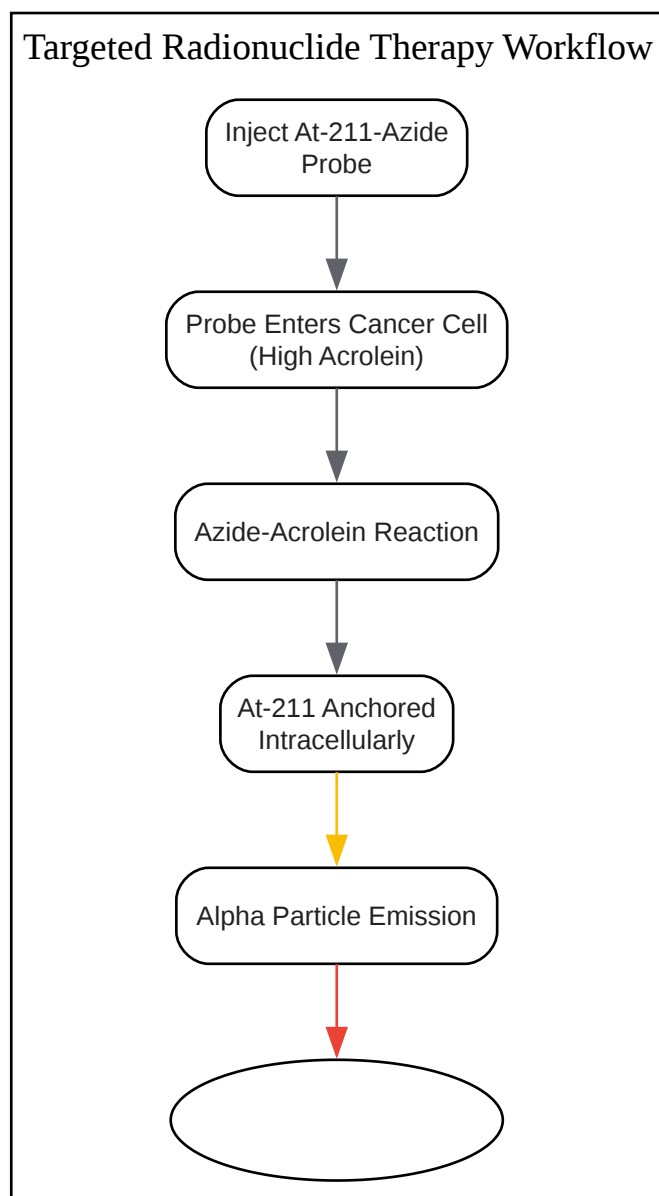 Targeted Radionuclide Therapy Workflow
Inject At-211-Azide
Probe
Probe Enters Cancer Cell
(High Acrolein)
Azide-Acrolein Reaction
At-211 Anchored
Intracellularly
Alpha Particle Emission